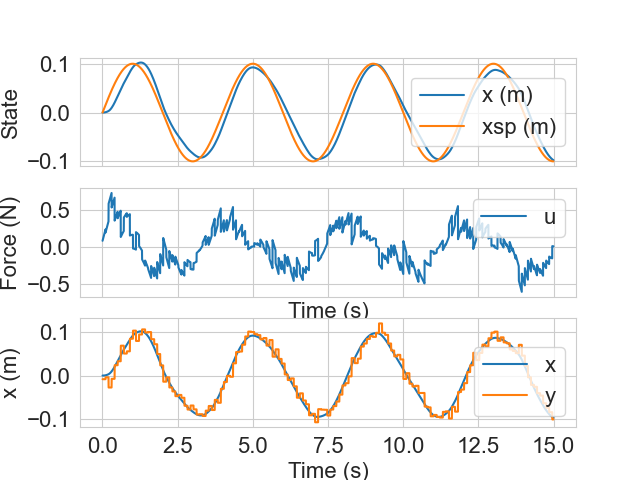 State
0.1
0.0
−0.1
x (m)
xsp (m)
Force (N)
0.5
0.0
−0.5
u
Time (s)
x (m)
0.1
0.0
−0.1
x
y
0.0 2.5 5.0 7.5 10.0 12.5 15.0
Time (s)